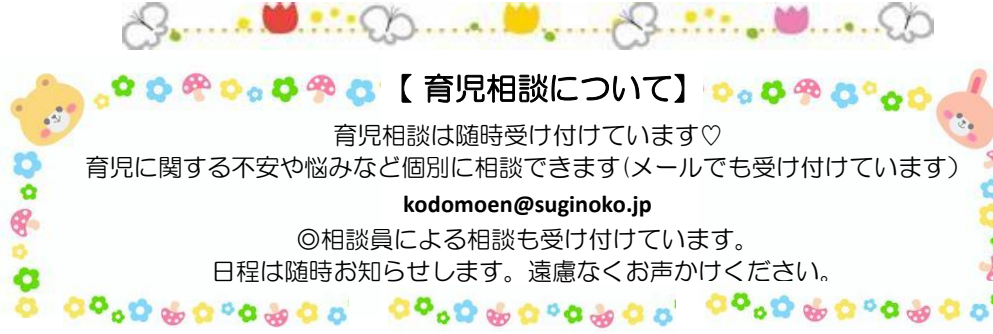 【 育児相談について】
育児相談は随時受け付けています♡
育児に関する不安や悩みなど個別に相談できます(メールでも受け付けています）
kodomoen@suginoko.jp
◎相談員による相談も受け付けています。
日程は随時お知らせします。遠慮なくお声かけください。